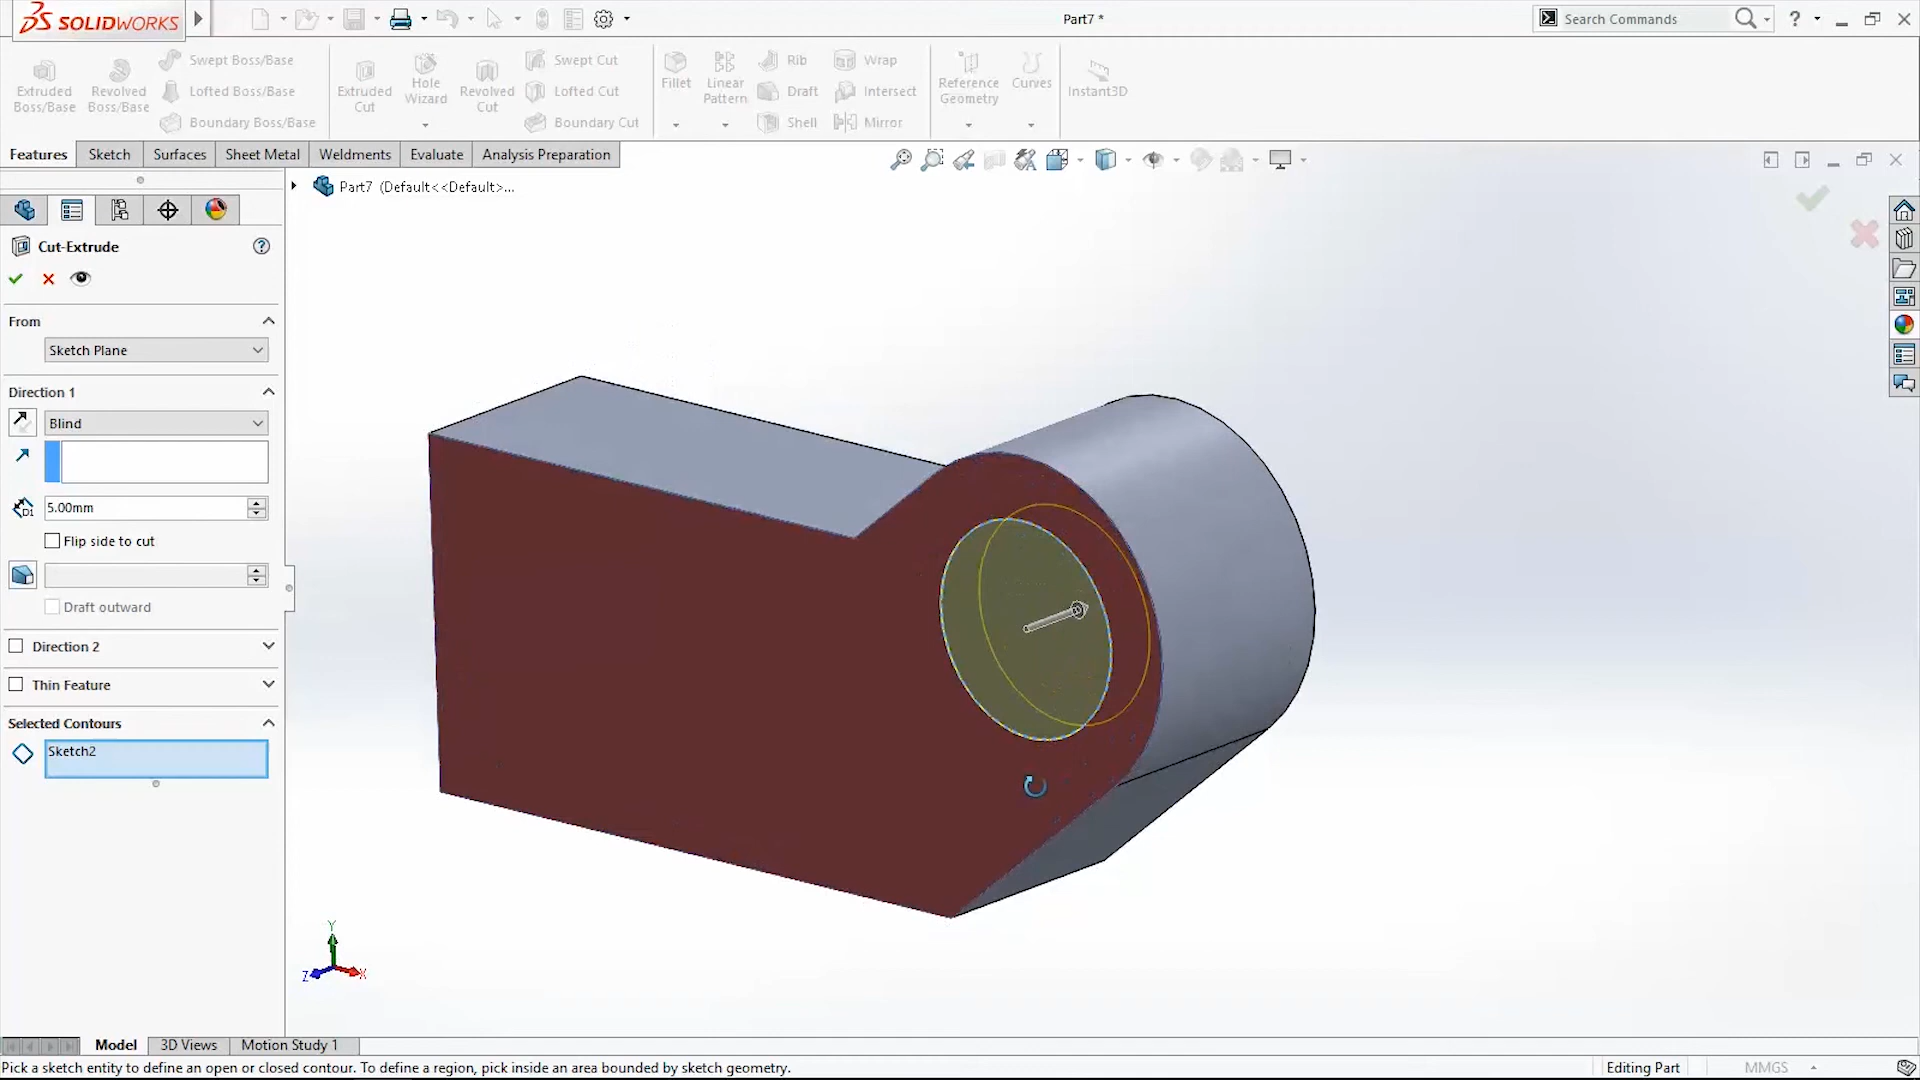 SOLIDWORKS
Part7 *
Search Commands
?
Extruded
Boss/Base
Revolved
Boss/Base
Swept Boss/Base
Lofted Boss/Base
Boundary Boss/Base
Extruded
Cut
Hole
Wizard
Revolved
Cut
Swept Cut
Lofted Cut
Boundary Cut
Fillet
Linear
Pattern
Rib
Draft
Shell
Wrap
Intersect
Mirror
Reference
Geometry
Curves
Instant3D
Features
Sketch
Surfaces
Sheet Metal
Weldments
Evaluate
Analysis Preparation
Part7 (Default<<Default>...
Cut-Extrude
?
From
Sketch Plane
Direction 1
Blind
D1
5.00mm
Flip side to cut
Draft outward
Direction 2
Thin Feature
Selected Contours
Sketch2
Y
Z
X
Model
3D Views
Motion Study 1
Pick a sketch entity to define an open or closed contour. To define a region, pick inside an area bounded by sketch geometry.
Editing Part
MMGS